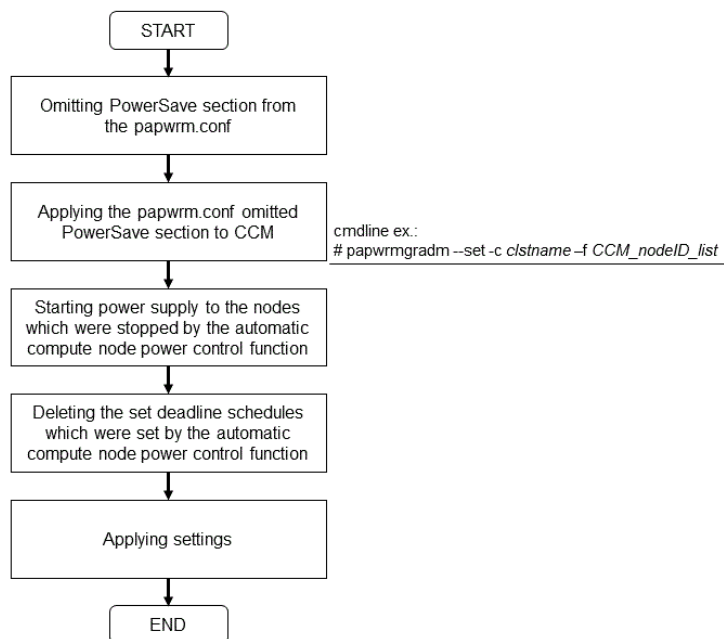 START
Omitting PowerSave section from
the papwrm.conf
Applying the papwrm.conf omitted
PowerSave section to CCM
cmdline ex.:
# papwrmgradm --set -c clstname –f CCM_nodeID_list
Starting power supply to the nodes
which were stopped by the automatic
compute node power control function
Deleting the set deadline schedules
which were set by the automatic
compute node power control function
Applying settings
END